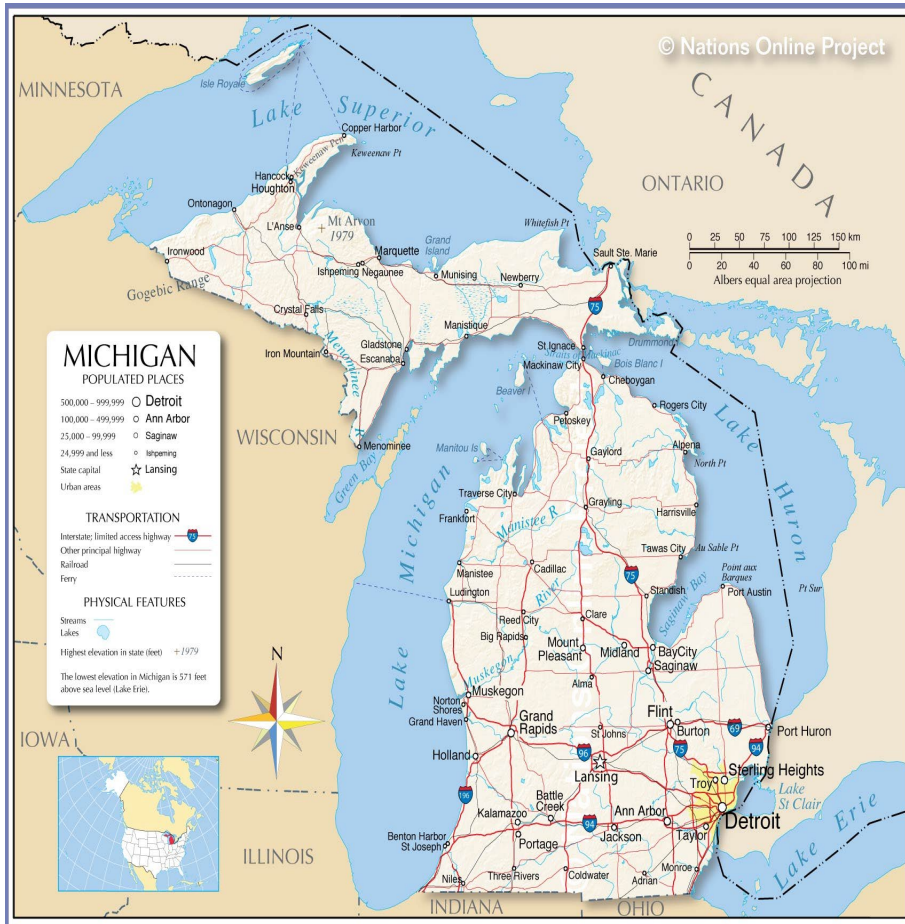 © Nations Online Project
MINNESOTA
CANADA
ONTARIO
Isle Royale
Lake Superior
Copper Harbor
Keweenaw Pen
Keweenaw Pt
Hancock
Houghton
Ontonagon
L'Anse
+ Mt Arvon
1979
Whitefish Pt
Sault Ste. Marie
0 25 50 75 100 125 150 km
0 20 40 60 80 100 mi
Albers equal area projection
Ironwood
Gogebic Range
Marquette
Ishpeming
Negaunee
Grand
Island
Munising
Newberry
75
Crystal Falls
Iron Mountain
Menominee
R
Gladstone
Escanaba
Manistique
St Ignace
Straits of Mackinac
Mackinaw City
Bois Blanc I
Drummond I
Cheboygan
Beaver I
Petoskey
Rogers City
WISCONSIN
Menominee
Green Bay
Manitou Is
Gaylord
Alpena
North Pt
Lake Huron
Lake Michigan
Traverse City
Frankfort
Manistee R
Grayling
Harrisville
Tawas City
Au Sable Pt
Manistee
Cadillac
75
Point aux
Barques
Port Austin
Pt Sur
Ludington
Standish
Saginaw Bay
Reed City
Clare
Big Rapids
Muskegon River
Mount
Pleasant
Midland
BayCity
Saginaw
Alma
Muskegon
Norton
Shores
Grand Haven
Grand
Rapids
St Johns
Flint
Burton
69
Port Huron
75
94
Holland
96
Lansing
Troy
Sterling Heights
Lake
St Clair
196
Battle
Creek
Kalamazoo
Portage
94
Jackson
Ann Arbor
Detroit
Taylor
Benton Harbor
St Joseph
Niles
Three Rivers
Coldwater
Adrian
Monroe
Lake Erie
IOWA
ILLINOIS
INDIANA
OHIO
N
MICHIGAN
POPULATED PLACES
500,000 – 999,999 Detroit
100,000 – 499,999 Ann Arbor
25,000 – 99,999 Saginaw
24,999 and less Ishpeming
State capital Lansing
Urban areas
TRANSPORTATION
Interstate; limited access highway 75
Other principal highway
Railroad
Ferry
PHYSICAL FEATURES
Streams
Lakes
Highest elevation in state (feet) +1979
The lowest elevation in Michigan is 571 feet
above sea level (Lake Erie).